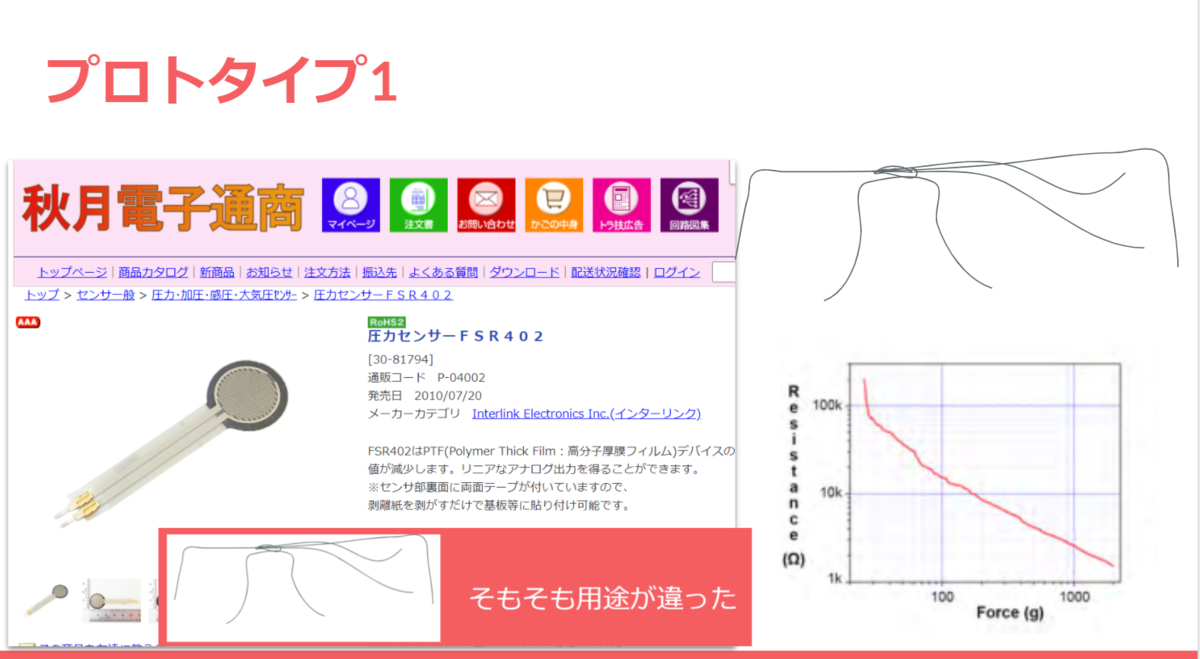 プロトタイプ1
秋月電子通商
マイページ
注文書
お問い合わせ
かごの中身
トラ技広告
回路図集
トップページ | 商品カタログ | 新商品 | お知らせ | 注文方法 | 振込先 | よくある質問 | ダウンロード | 配送状況確認 | ログイン
トップ > センサ一般 > 圧力・加圧・感圧・大気圧ｾﾝｻｰ > 圧力センサーＦＳＲ４０２
AAA
RoHS2
圧力センサーＦＳＲ４０２
[30-81794]
通販コード P-04002
発売日 2010/07/20
メーカーカテゴリ Interlink Electronics Inc.(インターリンク)
FSR402はPTF(Polymer Thick Film：高分子厚膜フィルム)デバイスの
値が減少します。リニアなアナログ出力を得ることができます。
※センサ部裏面に両面テープが付いていますので、
剥離紙を剥がすだけで基板等に貼り付け可能です。
そもそも用途が違った
Resistance (Ω)
100k
10k
1k
100
1000
Force (g)